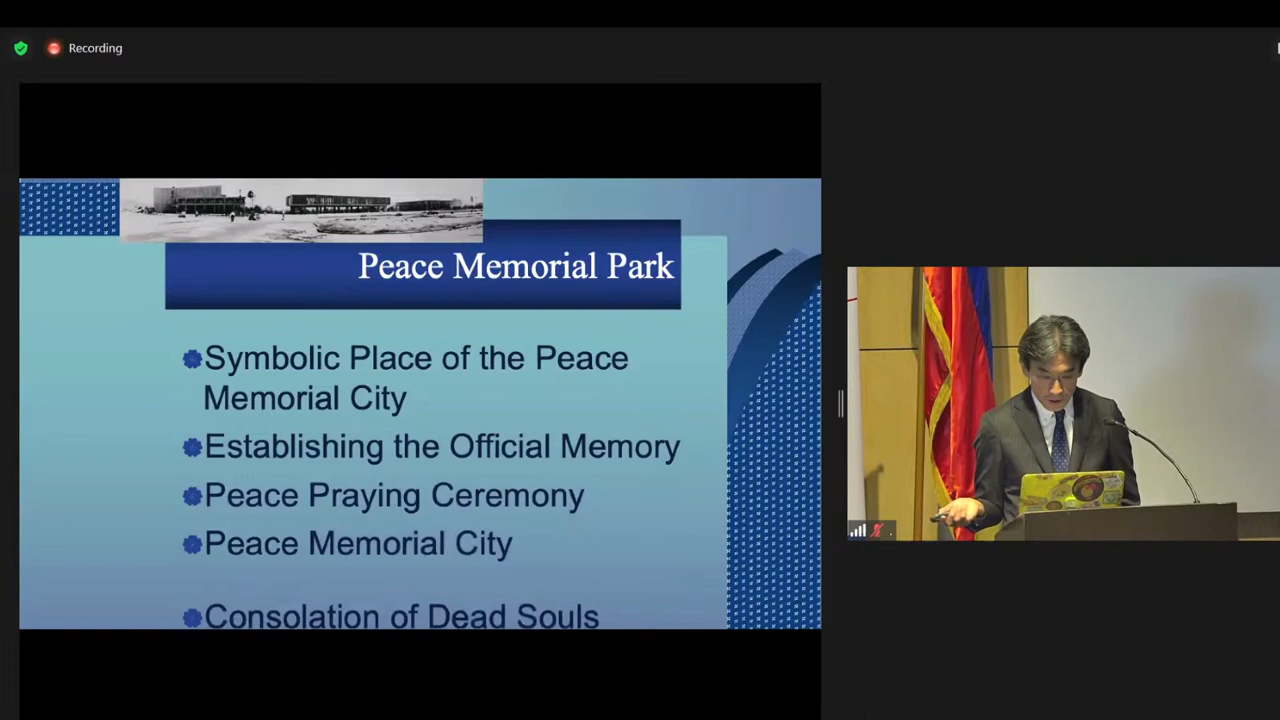 Recording
Peace Memorial Park
Symbolic Place of the Peace
Memorial City
Establishing the Official Memory
Peace Praying Ceremony
Peace Memorial City
Consolation of Dead Souls